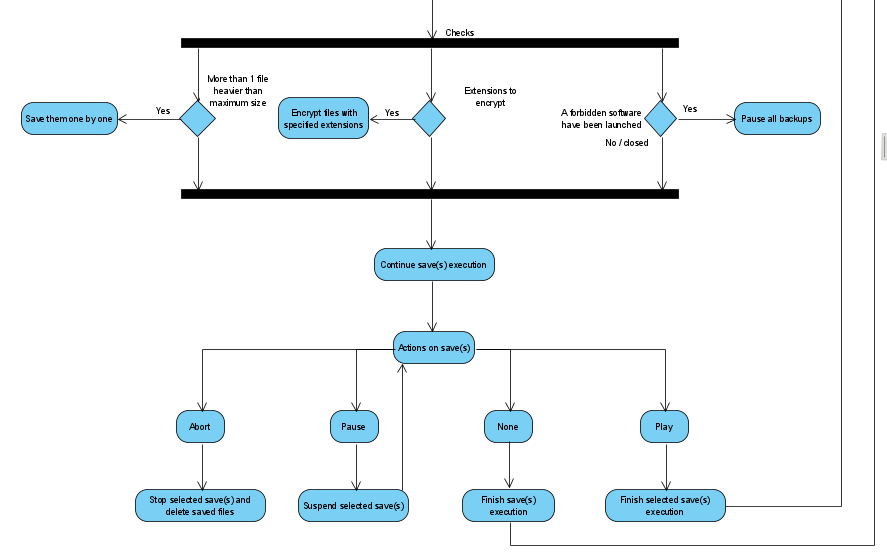 Checks
More than 1 file
heavier than
maximum size
Extensions to
encrypt
Yes
Save them one by one
Encrypt files with
specified extensions
Yes
A forbidden software
have been launched
Yes
Pause all backups
No / closed
Continue save(s) execution
Actions on save(s)
Abort
Pause
None
Play
Stop selected save(s) and
delete saved files
Suspend selected save(s)
Finish save(s)
execution
Finish selected save(s)
execution